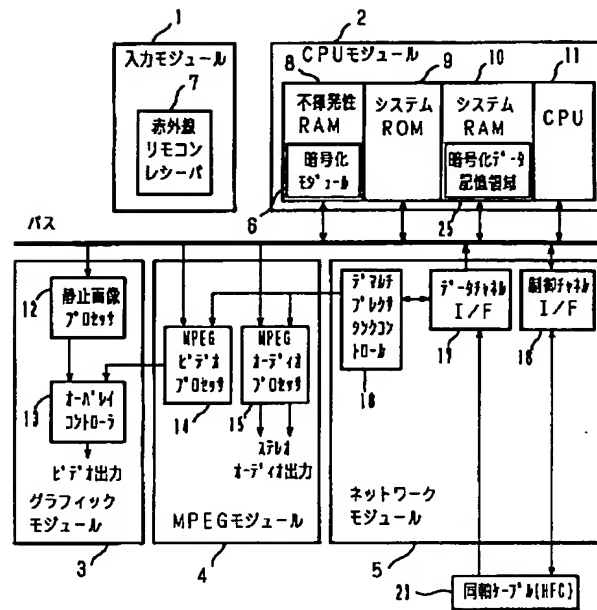 1
入力モジュール
7
赤外線
リモコン
レシーバ
2
CPUモジュール
8
9
10
11
不揮発性
RAM
暗号化
モジュール
6
システム
ROM
システム
RAM
暗号化データ
記憶領域
25
CPU
バス
12
静止画像
プロセッサ
13
オーバレイ
コントローラ
ビデオ出力
グラフィック
モジュール
3
MPEG
ビデオ
プロセッサ
14
MPEG
オーディオ
プロセッサ
15
ステレオ
オーディオ出力
MPEGモジュール
4
デマルチ
プレクサ
タンクコン
トロール
データチャネル
I/F
17
制御チャネル
I/F
ネットワーク
モジュール
5
同軸ケーブル(HFC)